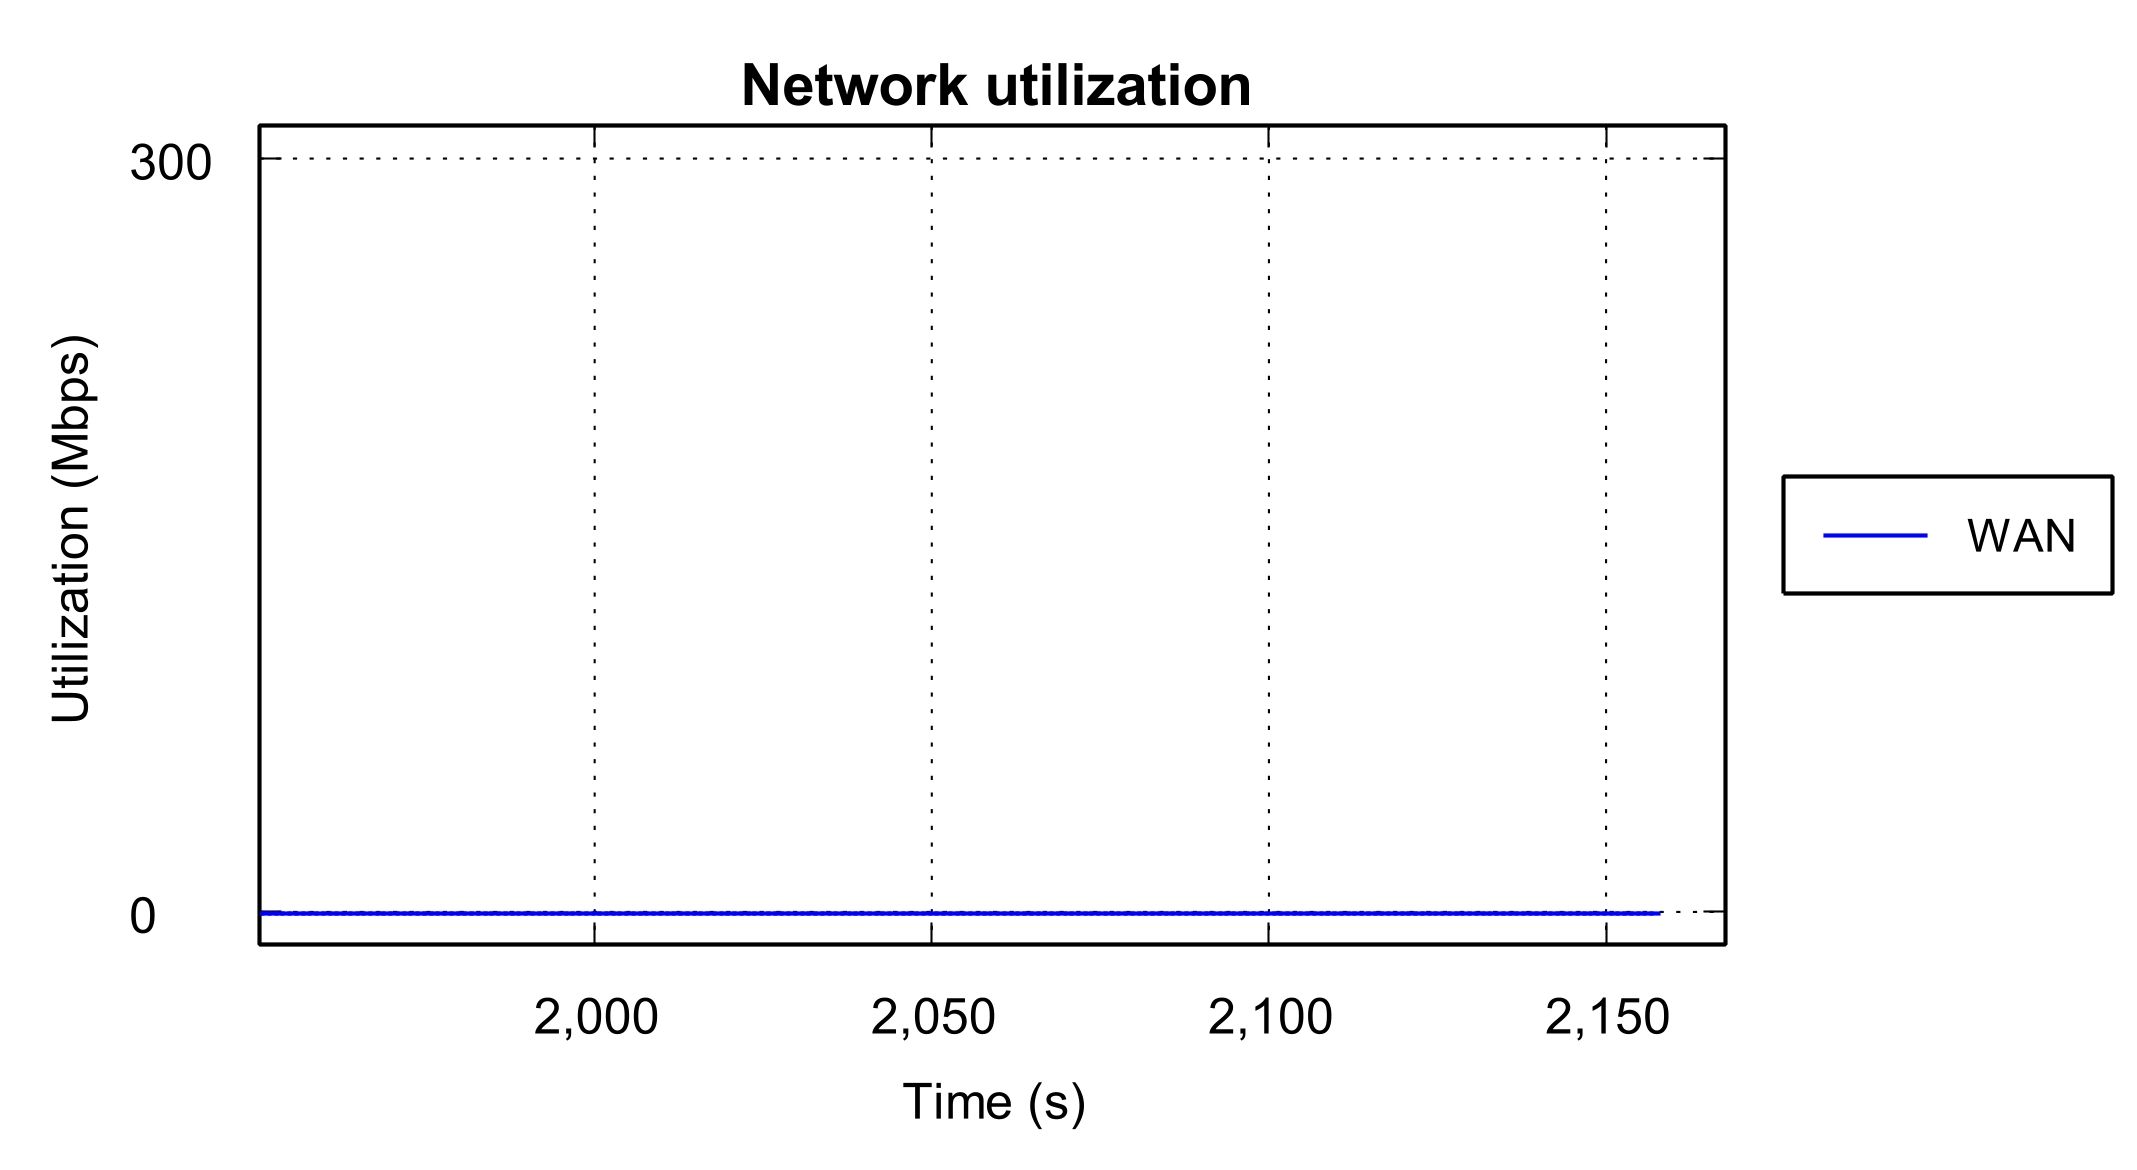 Network utilization
300
Utilization (Mbps)
WAN
0
2,000 2,050 2,100 2,150
Time (s)